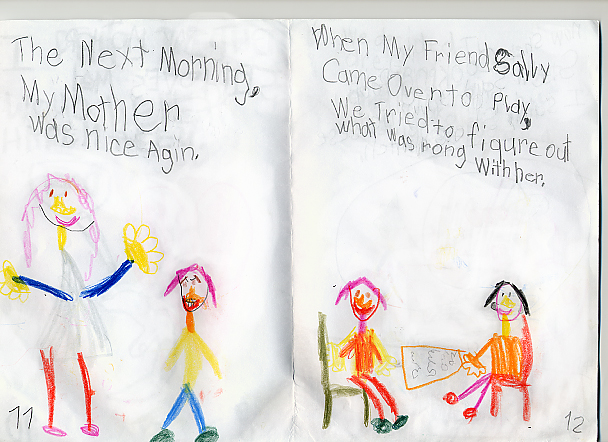 The Next Morning,
My Mother
was nice Agin.
11
When My Friend Sally
Came Over to Play,
We Tried to figure out
what was rong With her.
12